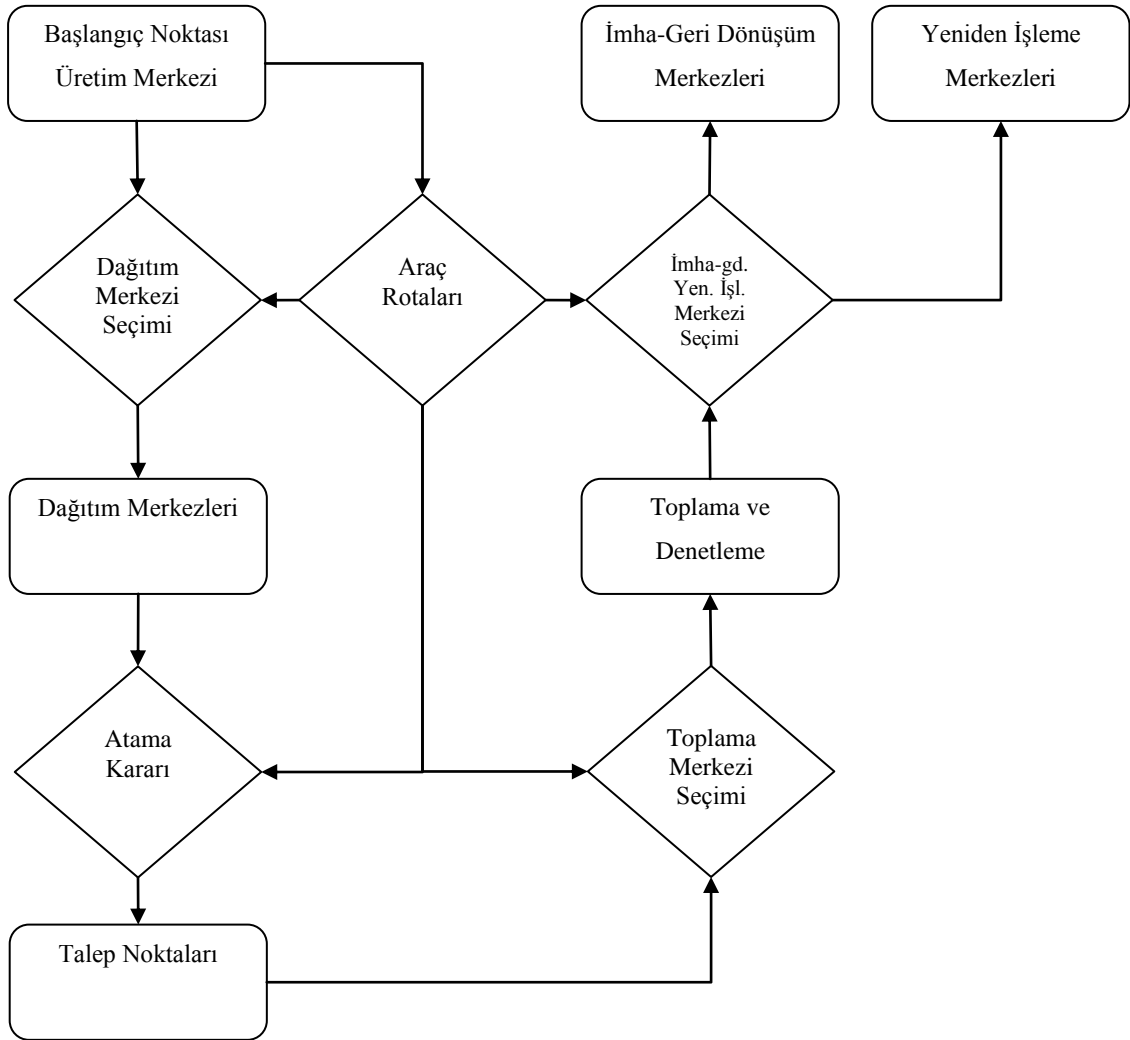 Başlangıç Noktası
Üretim Merkezi
İmha-Geri Dönüşüm
Merkezleri
Yeniden İşleme
Merkezleri
Dağıtım
Merkezi
Seçimi
Araç
Rotaları
İmha-gd.
Yen. İşl.
Merkezi
Seçimi
Dağıtım Merkezleri
Toplama ve
Denetleme
Atama
Kararı
Toplama
Merkezi
Seçimi
Talep Noktaları